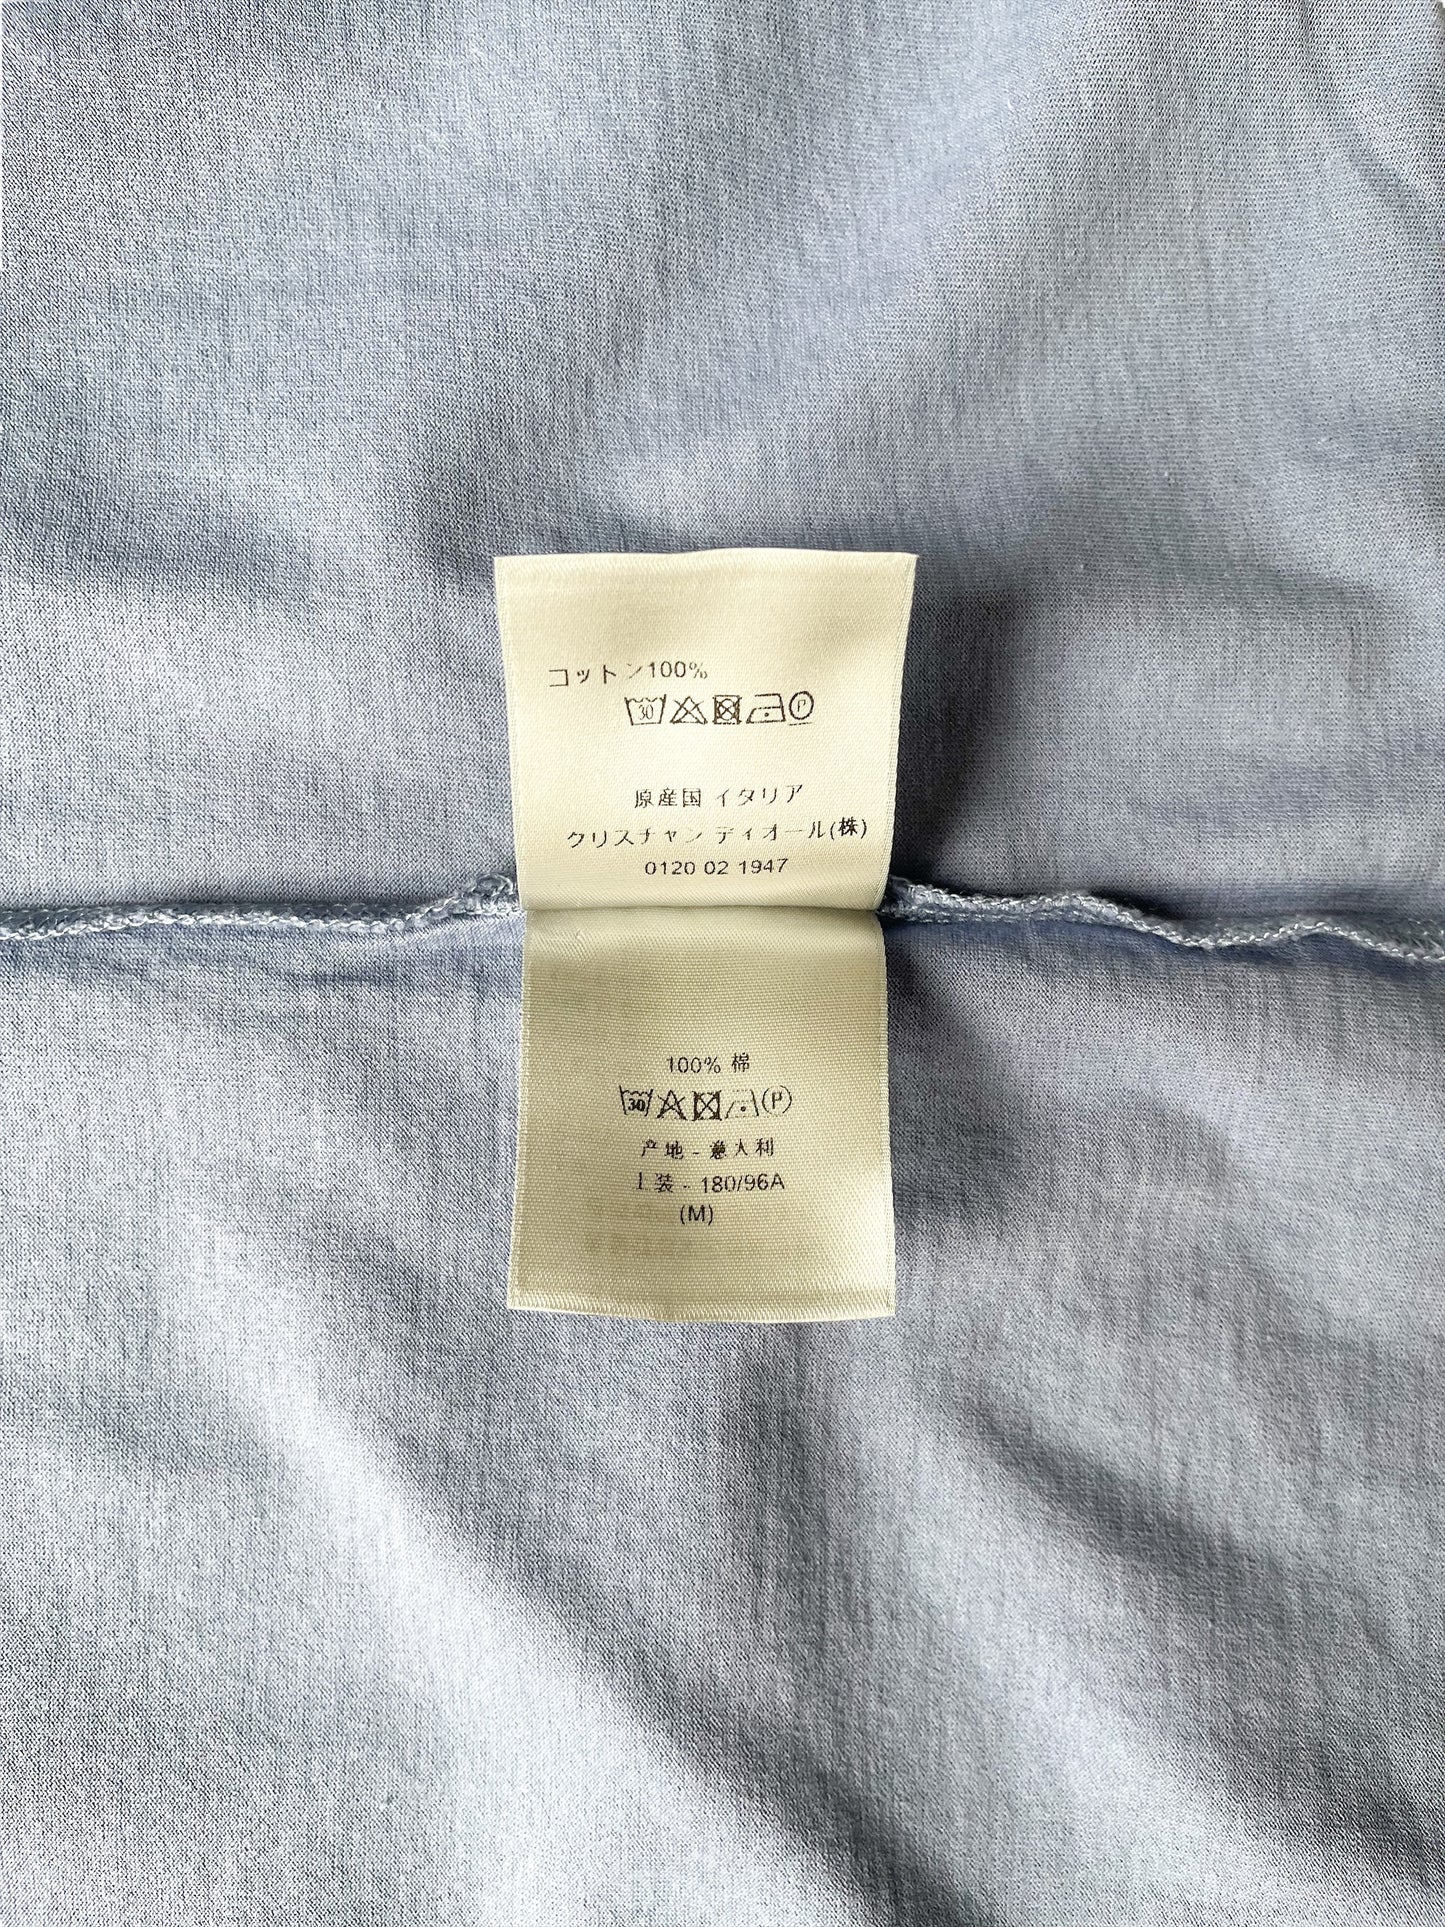 コットン100%
30 P
原産国 イタリア
クリスチャン ディオール(株)
0120 02 1947
100% 棉
30 P
产地 - 意大利
上装 - 180/96A
(M)